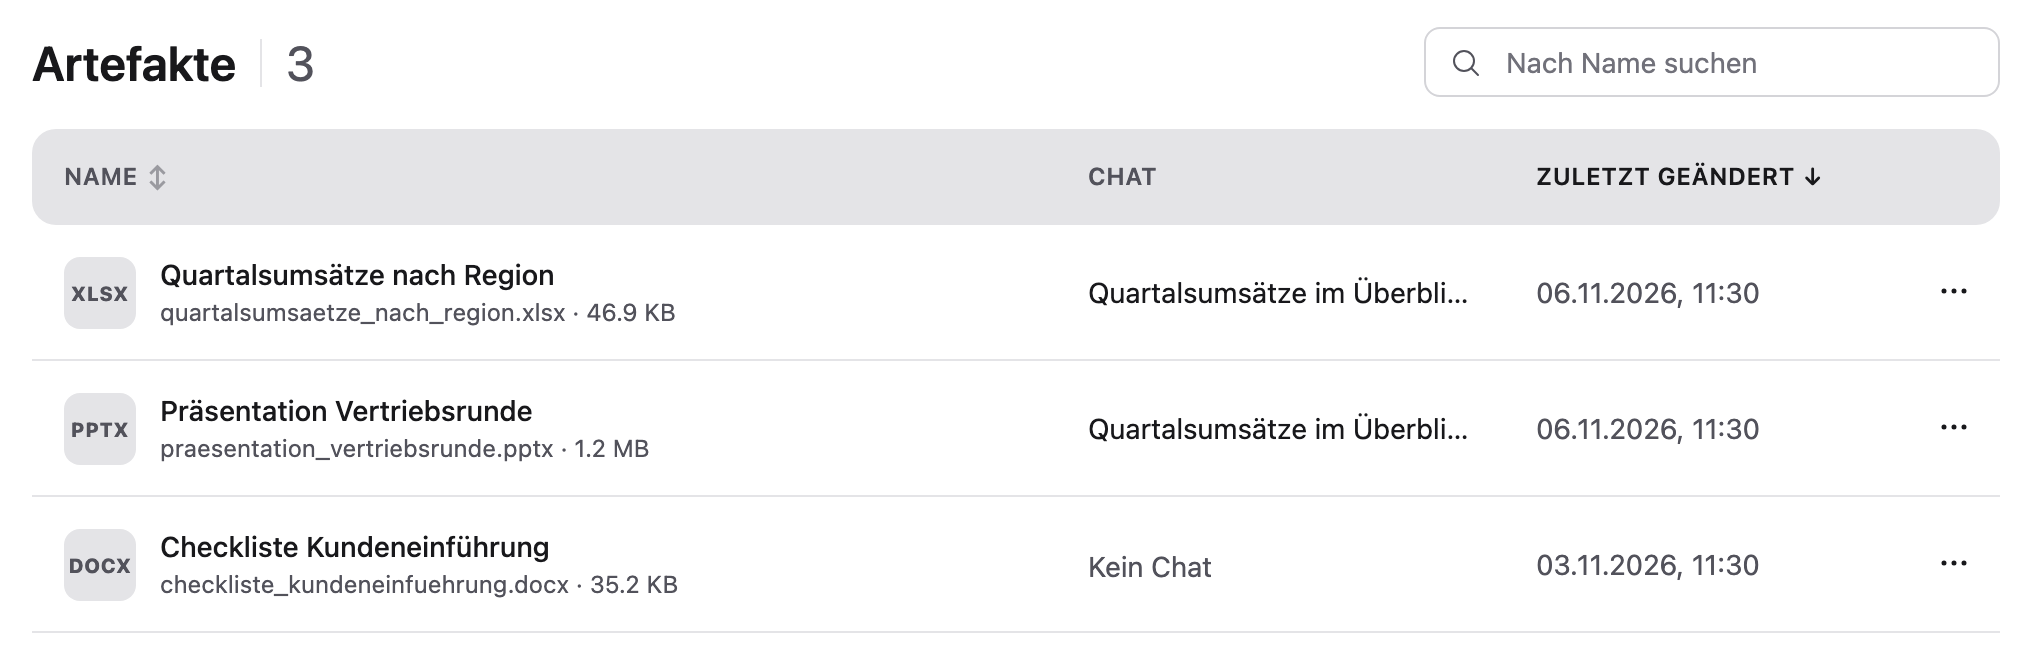 Artefakte 3
Nach Name suchen
NAME CHAT ZULETZT GEÄNDERT ↓
XLSX
Quartalsumsätze nach Region
quartalsumsaetze_nach_region.xlsx · 46.9 KB
Quartalsumsätze im Überbli...
06.11.2026, 11:30
PPTX
Präsentation Vertriebsrunde
praesentation_vertriebsrunde.pptx · 1.2 MB
Quartalsumsätze im Überbli...
06.11.2026, 11:30
DOCX
Checkliste Kundeneinführung
checkliste_kundeneinfuehrung.docx · 35.2 KB
Kein Chat
03.11.2026, 11:30